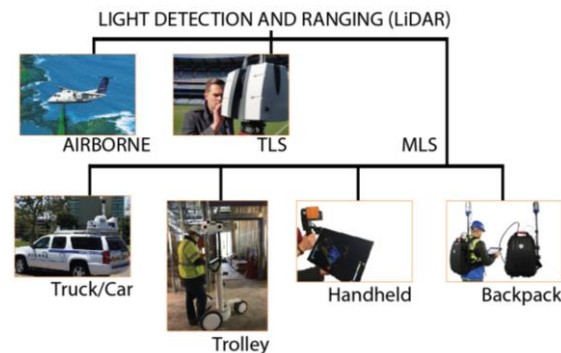 LIGHT DETECTION AND RANGING (LiDAR)
AIRBORNE
TLS
MLS
Truck/Car
Trolley
Handheld
Backpack